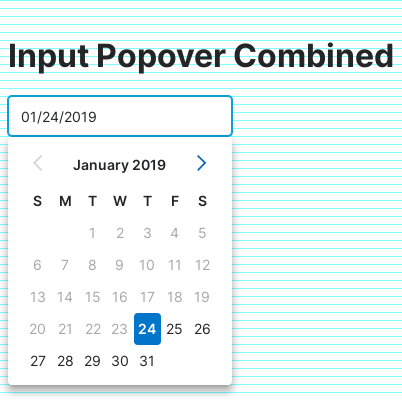 Input Popover Combined
01/24/2019
January 2019
S M T W T F S
1 2 3 4 5
6 7 8 9 10 11 12
13 14 15 16 17 18 19
20 21 22 23 24 25 26
27 28 29 30 31